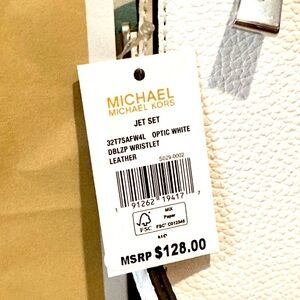 MICHAEL
MICHAEL KORS
JET SET
32T7SAFW4L OPTIC WHITE
DBLZP WRISTLET
LEATHER S029-0002
1 91262 19417 7
FSC
MIX
Paper
FSC® C013348
MSRP $128.00